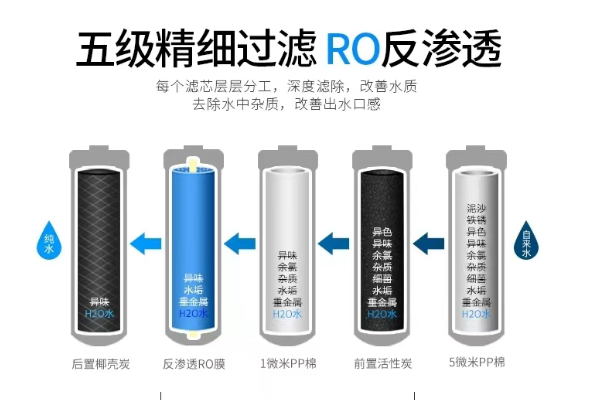 五级精细过滤 RO反渗透
每个滤芯层层分工，深度滤除，改善水质
去除水中杂质，改善出水口感
纯水
异味
H2O水
后置椰壳炭
异味
水垢
重金属
H2O水
反渗透RO膜
异味
余氯
杂质
水垢
重金属
H2O水
1微米PP棉
异色
异味
余氯
杂质
细菌
水垢
重金属
H2O水
前置活性炭
泥沙
铁锈
异色
异味
余氯
杂质
细菌
水垢
重金属
H2O水
5微米PP棉
自来水